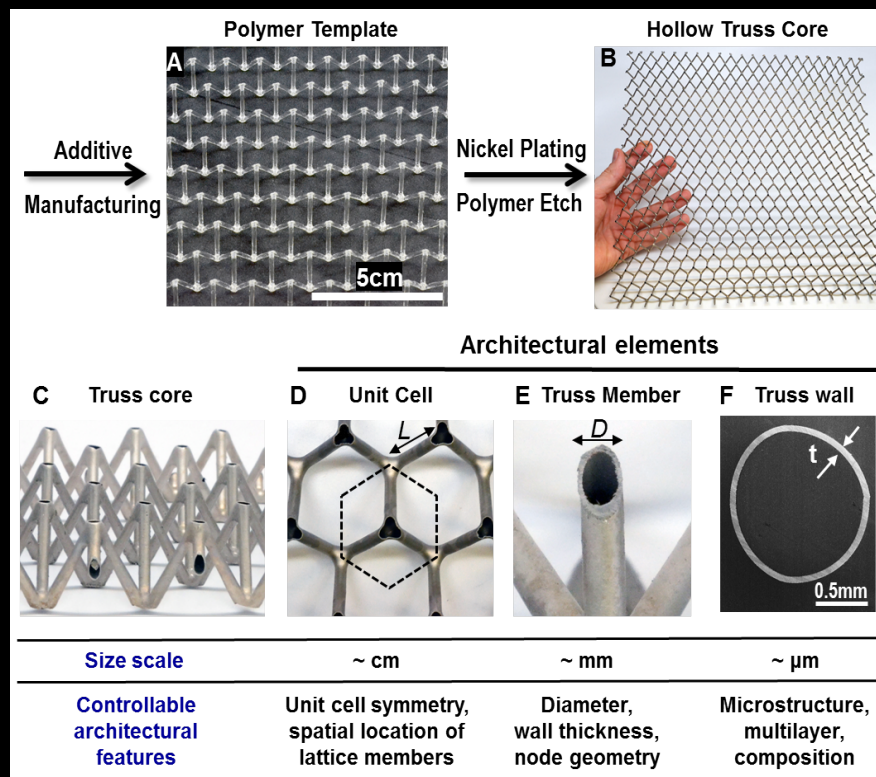 Polymer Template
Hollow Truss Core
A
B
Additive
Manufacturing
Nickel Plating
Polymer Etch
5cm
Architectural elements
C Truss core
D Unit Cell
E Truss Member
F Truss wall
L
D
t
0.5mm
Size scale
~ cm
~ mm
~ µm
Controllable
architectural
features
Unit cell symmetry,
spatial location of
lattice members
Diameter,
wall thickness,
node geometry
Microstructure,
multilayer,
composition